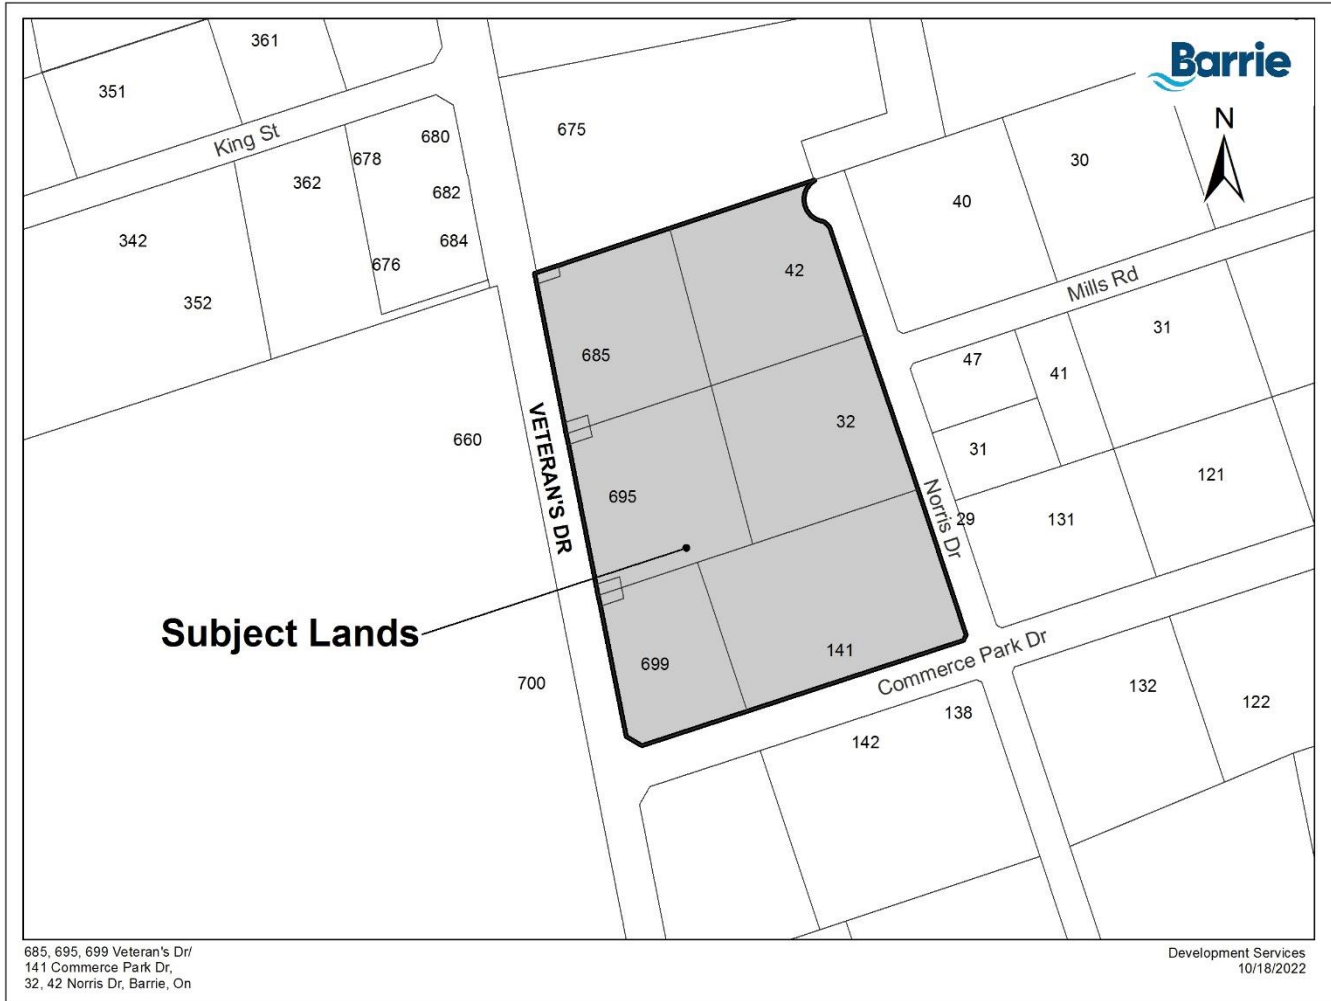 Barrie
N
361
351
King St
680
678
675
362
682
684
676
342
352
30
40
42
Mills Rd
685
31
47
41
32
660
VETERAN'S DR
31
695
121
Norris Dr
29
131
Subject Lands
699
141
Commerce Park Dr
700
132
122
138
142
685, 695, 699 Veteran's Dr/
141 Commerce Park Dr,
32, 42 Norris Dr, Barrie, On
Development Services
10/18/2022